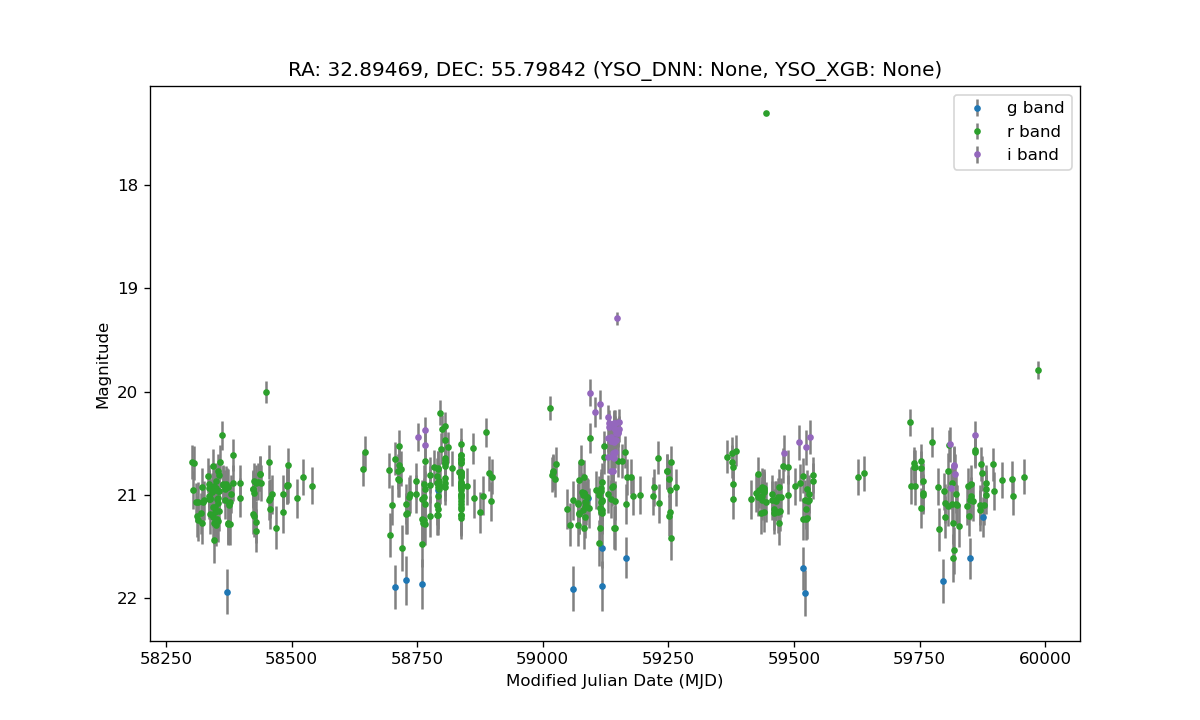 RA: 32.89469, DEC: 55.79842 (YSO_DNN: None, YSO_XGB: None)
g band
r band
i band
18
19
20
21
22
Magnitude
58250 58500 58750 59000 59250 59500 59750 60000
Modified Julian Date (MJD)